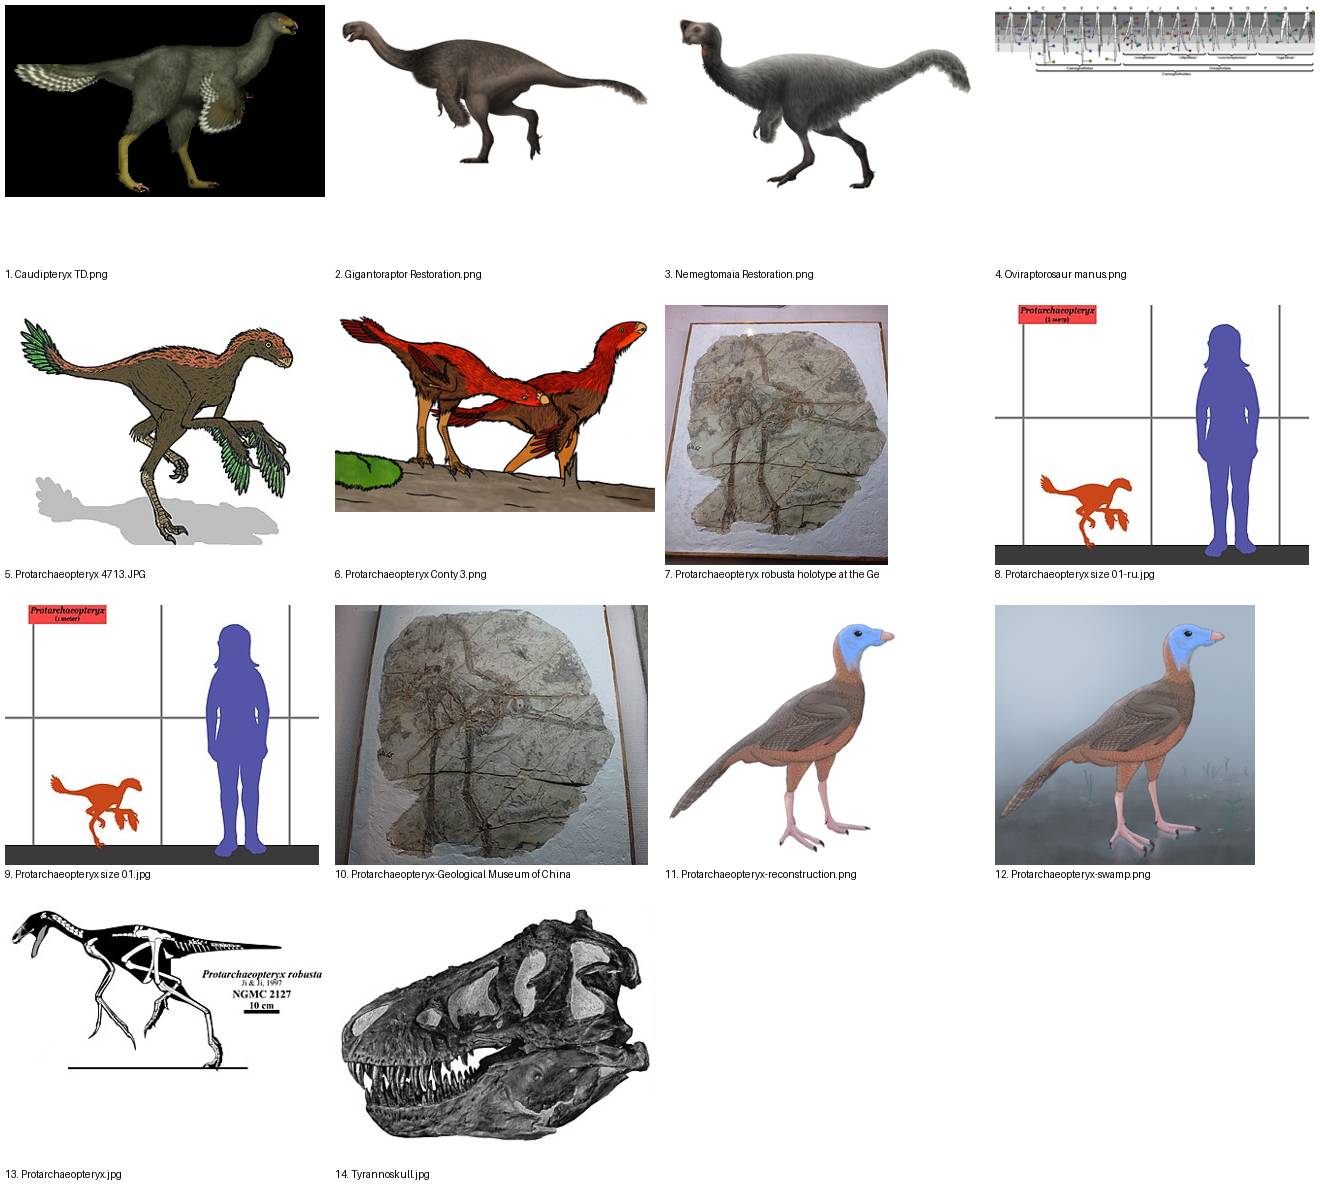 1. Caudipteryx TD.png
2. Gigantoraptor Restoration.png
3. Nemegtomaia Restoration.png
4. Oviraptorosaur manus.png
Protarchaeopteryx
(1 метр)
5. Protarchaeopteryx 4713.JPG
6. Protarchaeopteryx Conty 3.png
7. Protarchaeopteryx robusta holotype at the Ge
8. Protarchaeopteryx size 01-ru.jpg
Protarchaeopteryx
(1 meter)
9. Protarchaeopteryx size 01.jpg
10. Protarchaeopteryx-Geological Museum of China
11. Protarchaeopteryx-reconstruction.png
12. Protarchaeopteryx-swamp.png
Protarchaeopteryx robusta
Ji & Ji, 1997
NGMC 2127
10 cm
13. Protarchaeopteryx.jpg
14. Tyrannoskull.jpg